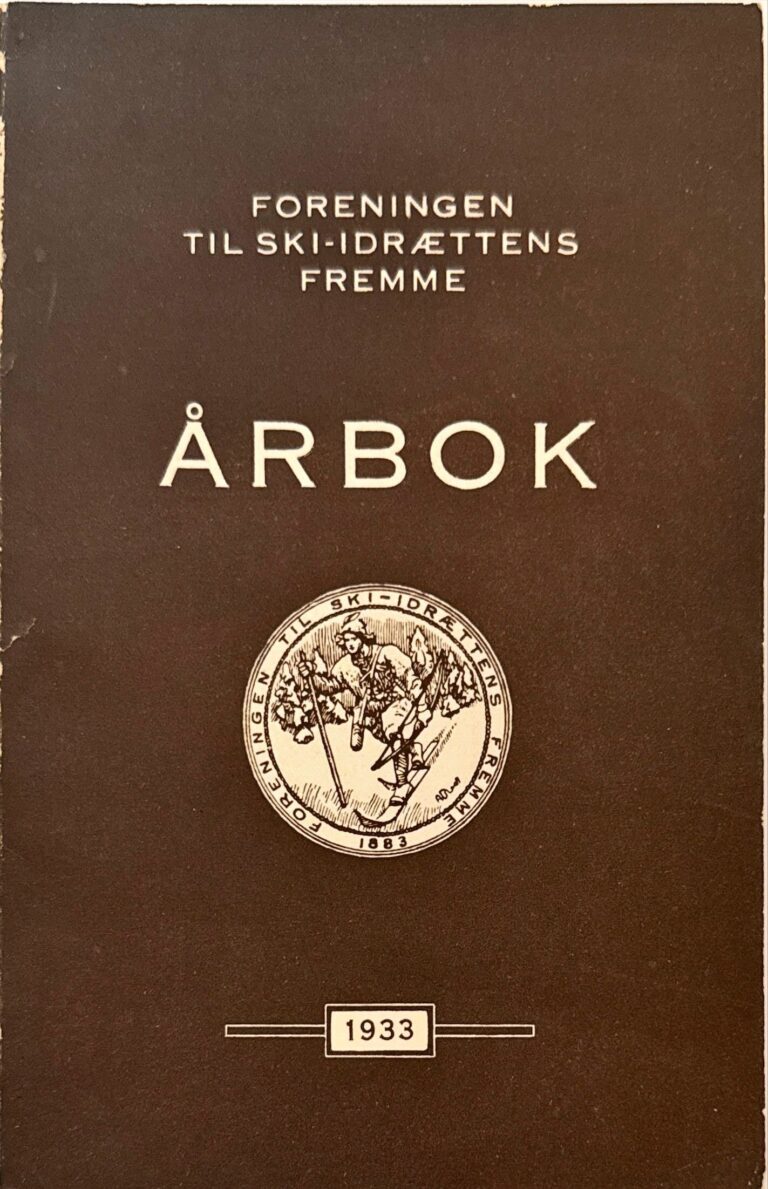 FORENINGEN
TIL SKI-IDRÆTTENS
FREMME
ÅRBOK
FORENINGEN TIL SKI-IDRÆTTENS FREMME
1883
1933